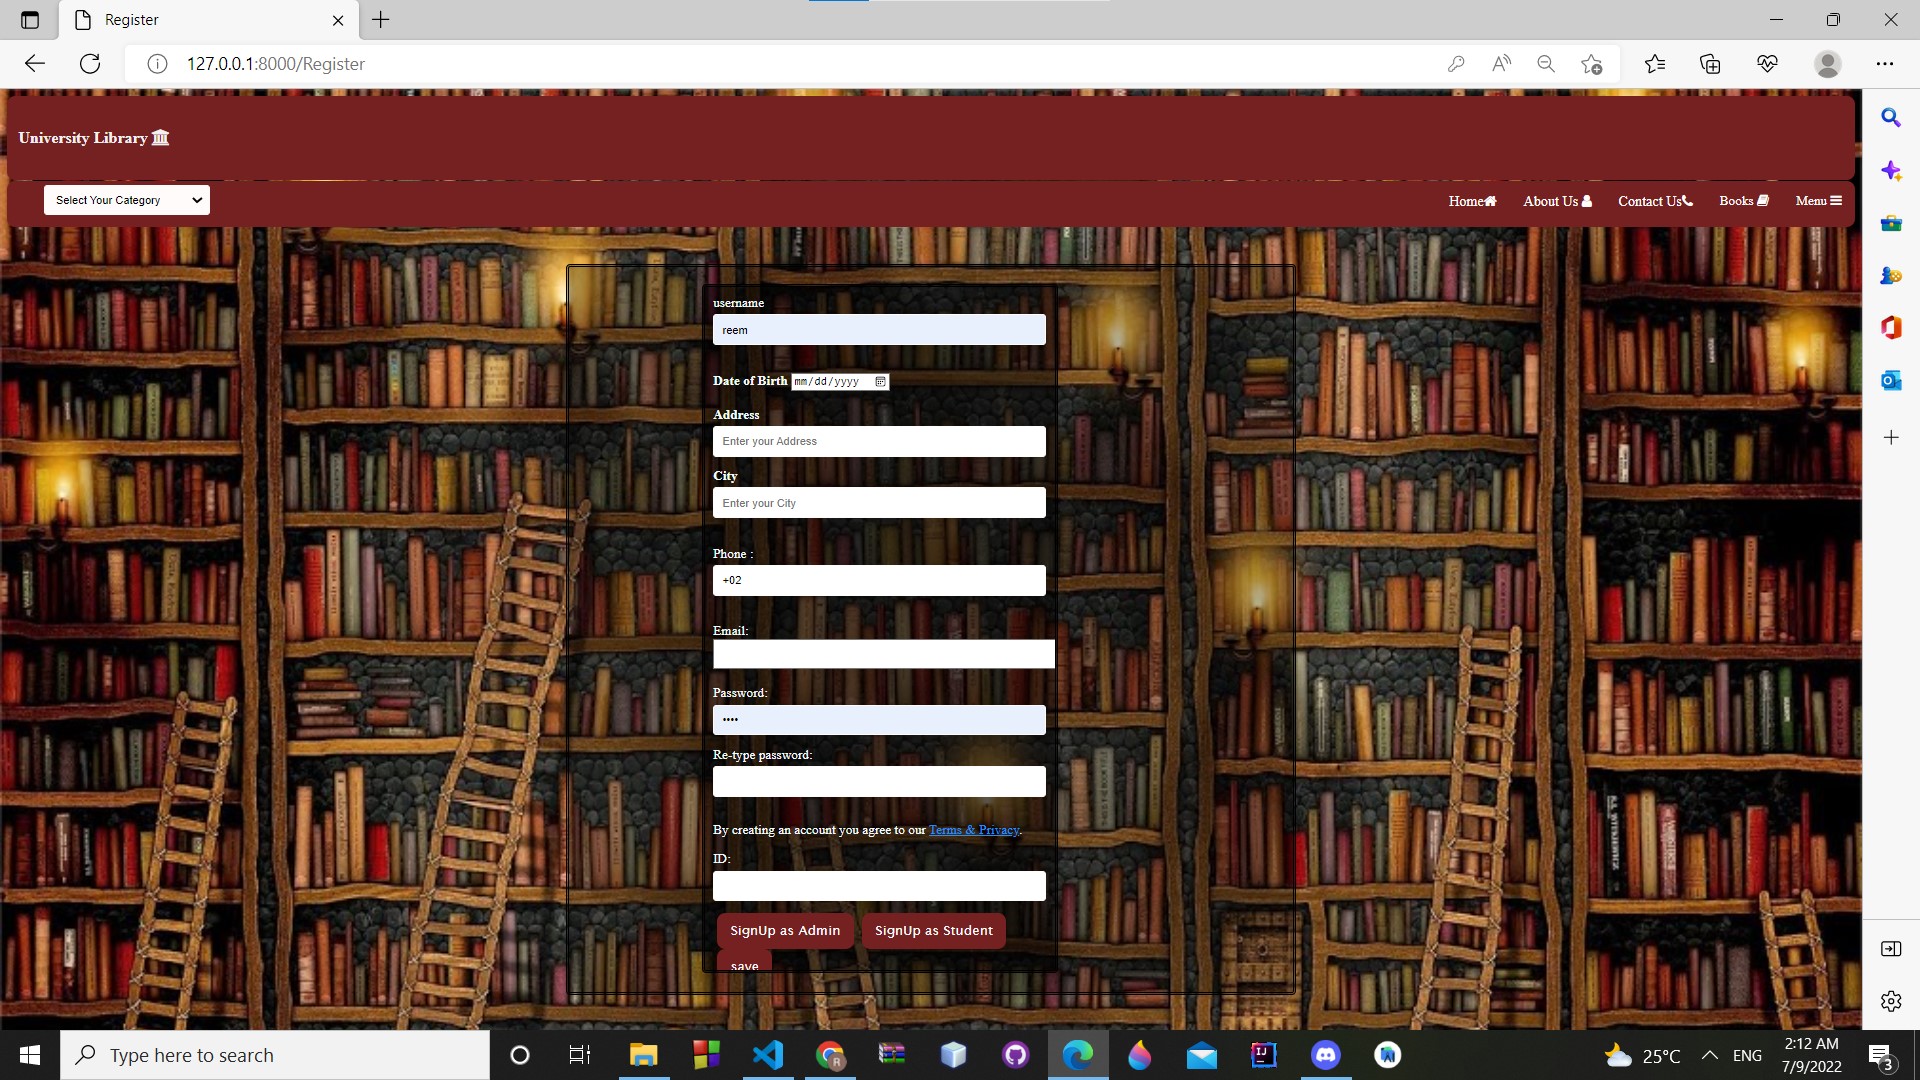 Register
127.0.0.1:8000/Register
University Library
Select Your Category
Home
About Us
Contact Us
Books
Menu
username
reem
Date of Birth mm/dd/yyyy
Address
Enter your Address
City
Enter your City
Phone :
+02
Email:
Password:
••••
Re-type password:
By creating an account you agree to our Terms & Privacy.
ID:
SignUp as Admin
SignUp as Student
save
Type here to search
25°C
ENG
2:12 AM
7/9/2022
3